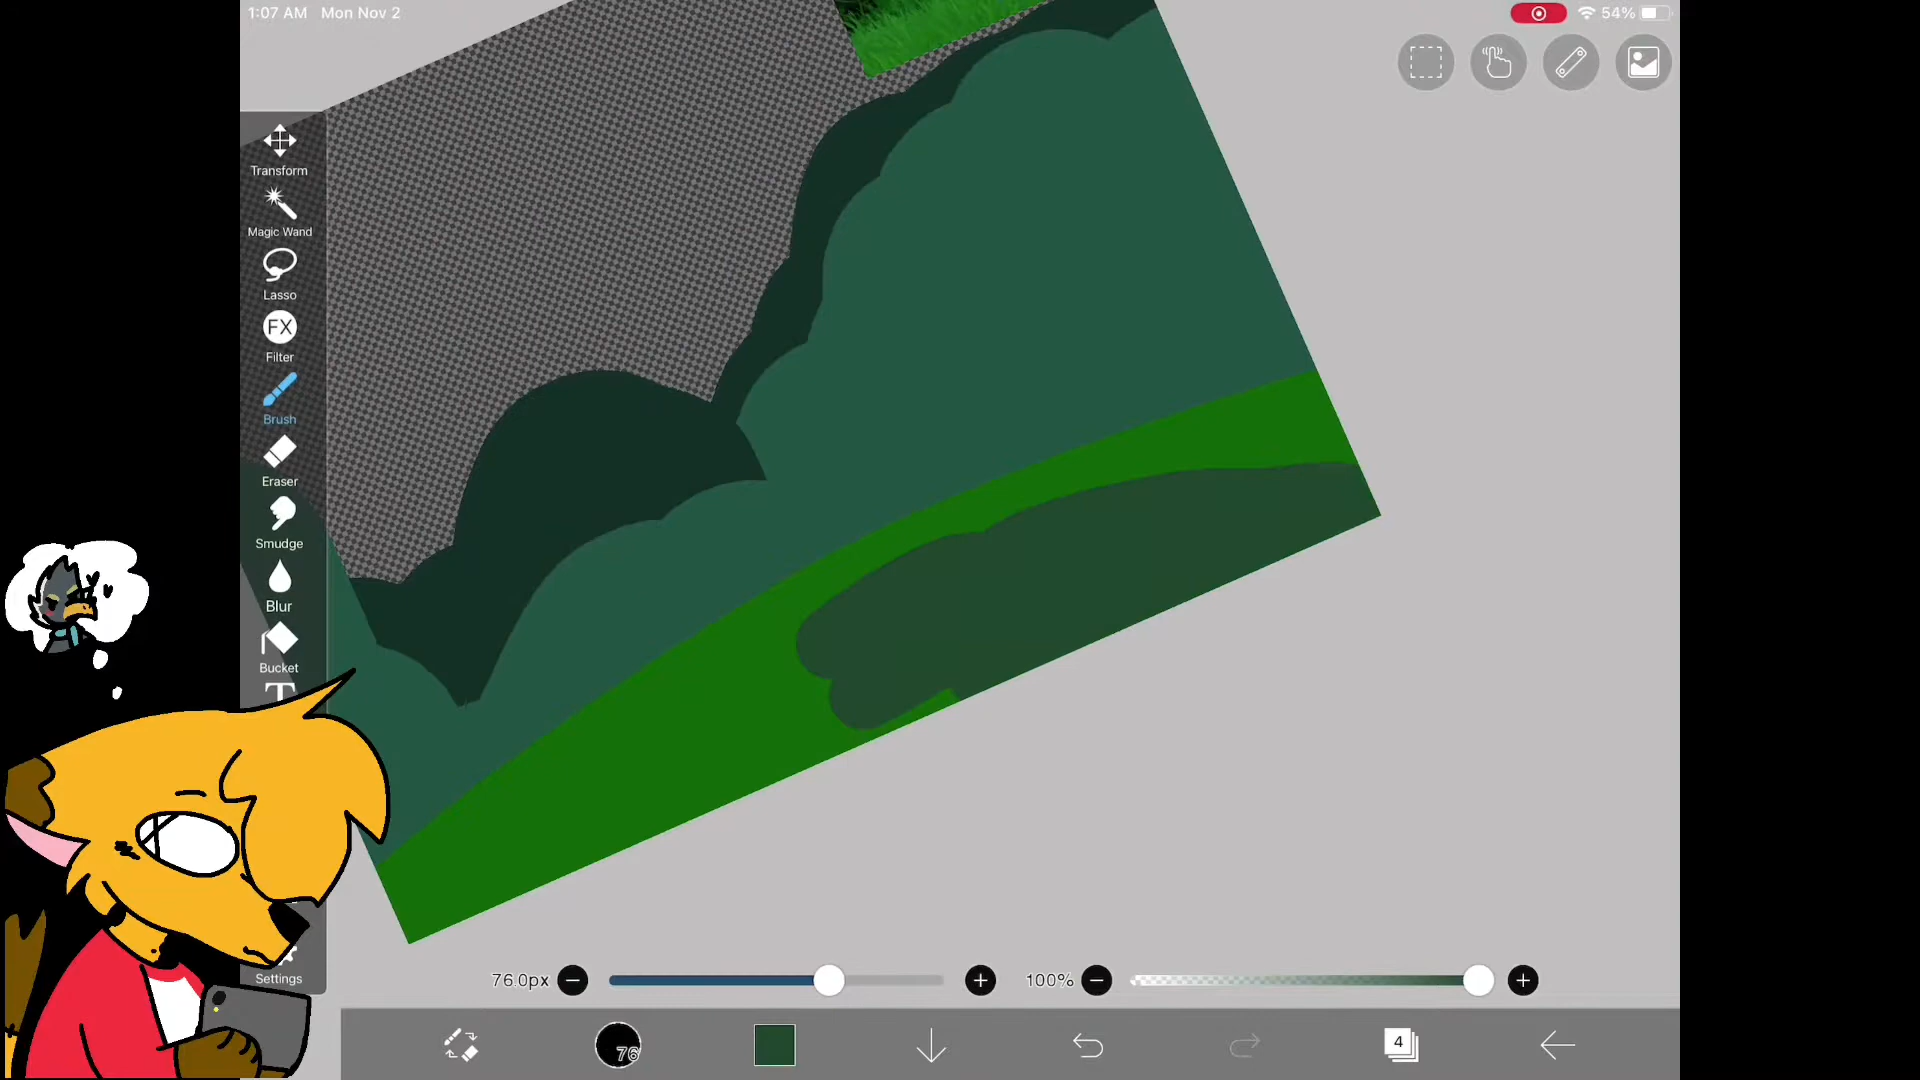 1:07 AM Mon Nov 2
54%
Transform
Magic Wand
Lasso
FX
Filter
Brush
Eraser
Smudge
Blur
Bucket
T
Settings
76.0px
100%
76
4